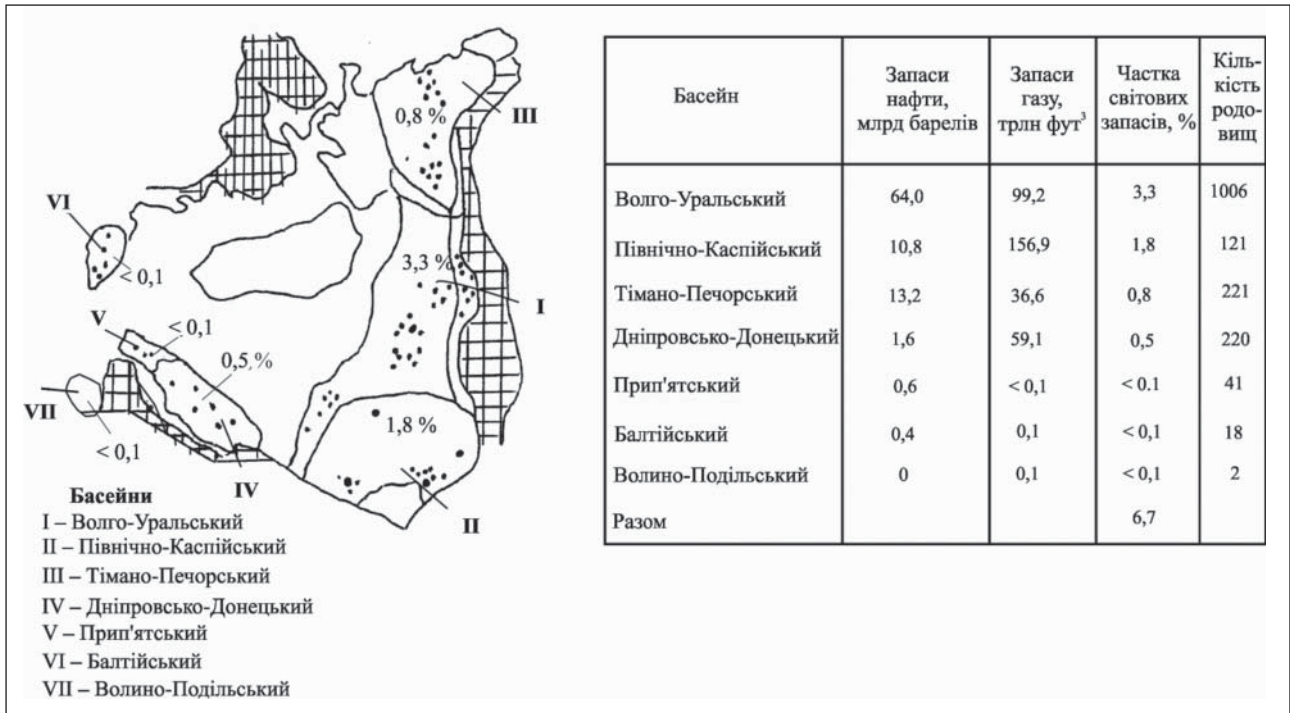 0,8 %
III
VI
< 0,1
3,3 %
I
V
< 0,1
0,5 %
VII
< 0,1
1,8 %
IV
II
Басейни
I – Волго-Уральський
II – Північно-Каспійський
III – Тімано-Печорський
IV – Дніпровсько-Донецький
V – Прип'ятський
VI – Балтійський
VII – Волино-Подільський
Басейн
Запаси
нафти,
млрд барелів
Запаси
газу,
трлн фут³
Частка
світових
запасів, %
Кіль-
кість
родо-
вищ
Волго-Уральський 64,0 99,2 3,3 1006
Північно-Каспійський 10,8 156,9 1,8 121
Тімано-Печорський 13,2 36,6 0,8 221
Дніпровсько-Донецький 1,6 59,1 0,5 220
Прип'ятський 0,6 < 0,1 < 0.1 41
Балтійський 0,4 0,1 < 0,1 18
Волино-Подільський 0 0,1 < 0,1 2
Разом 6,7